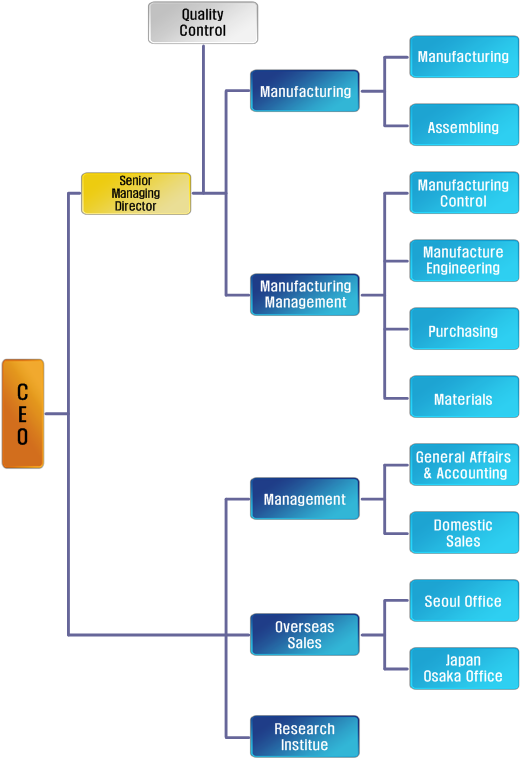 Quality
Control
Manufacturing
Manufacturing
Assembling
Senior
Managing
Director
Manufacturing
Control
Manufacture
Engineering
Manufacturing
Management
Purchasing
Materials
C
E
O
General Affairs
& Accounting
Management
Domestic
Sales
Seoul Office
Overseas
Sales
Japan
Osaka Office
Research
Institue